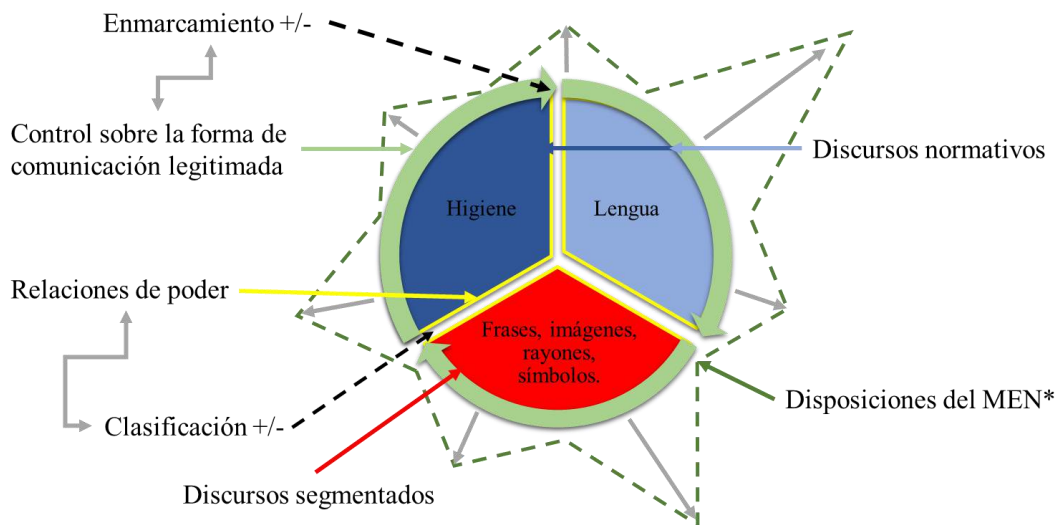 Enmarcamiento +/-
Control sobre la forma de
comunicación legitimada
Discursos normativos
Higiene
Lengua
Relaciones de poder
Frases, imágenes,
rayones,
símbolos.
Disposiciones del MEN*
Clasificación +/-
Discursos segmentados